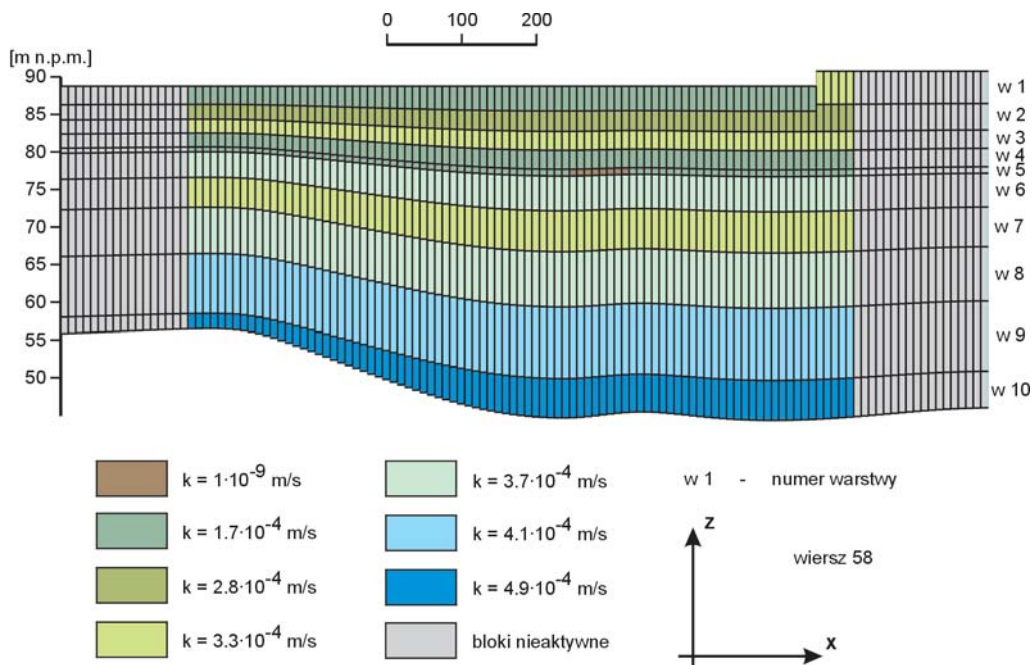 0 100 200
[m n.p.m.]
90
85
80
75
70
65
60
55
50
w 1
w 2
w 3
w 4
w 5
w 6
w 7
w 8
w 9
w 10
k = 1·10⁻⁹ m/s
k = 1.7·10⁻⁴ m/s
k = 2.8·10⁻⁴ m/s
k = 3.3·10⁻⁴ m/s
k = 3.7·10⁻⁴ m/s
k = 4.1·10⁻⁴ m/s
k = 4.9·10⁻⁴ m/s
bloki nieaktywne
w 1 - numer warstwy
z
wiersz 58
x